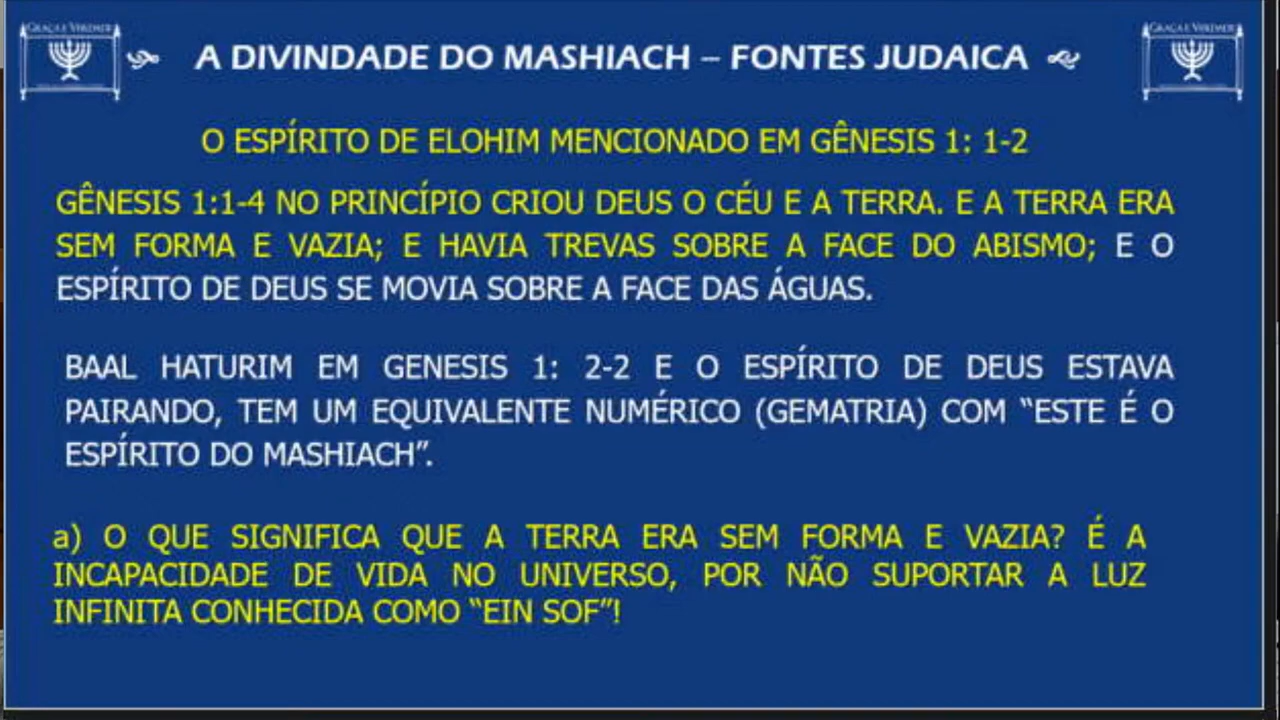 GRAÇA E VERDADE
GRAÇA E VERDADE
A DIVINDADE DO MASHIACH – FONTES JUDAICA
O ESPÍRITO DE ELOHIM MENCIONADO EM GÊNESIS 1: 1-2
GÊNESIS 1:1-4 NO PRINCÍPIO CRIOU DEUS O CÉU E A TERRA. E A TERRA ERA
SEM FORMA E VAZIA; E HAVIA TREVAS SOBRE A FACE DO ABISMO; E O
ESPÍRITO DE DEUS SE MOVIA SOBRE A FACE DAS ÁGUAS.
BAAL HATURIM EM GENESIS 1: 2-2 E O ESPÍRITO DE DEUS ESTAVA
PAIRANDO, TEM UM EQUIVALENTE NUMÉRICO (GEMATRIA) COM “ESTE É O
ESPÍRITO DO MASHIACH”.
a) O QUE SIGNIFICA QUE A TERRA ERA SEM FORMA E VAZIA? É A
INCAPACIDADE DE VIDA NO UNIVERSO, POR NÃO SUPORTAR A LUZ
INFINITA CONHECIDA COMO “EIN SOF”!